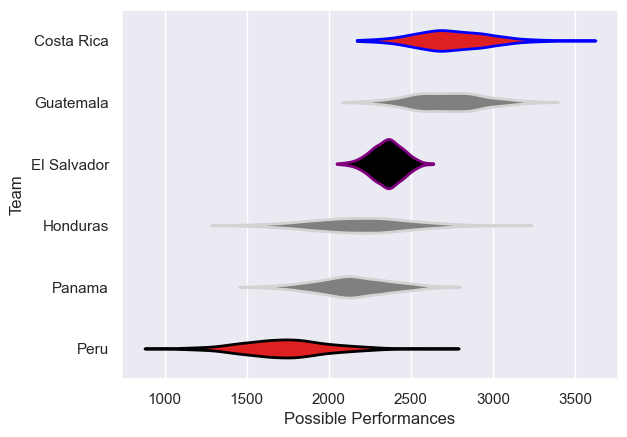 Costa Rica
Guatemala
El Salvador
Honduras
Panama
Peru
Team
1000 1500 2000 2500 3000 3500
Possible Performances